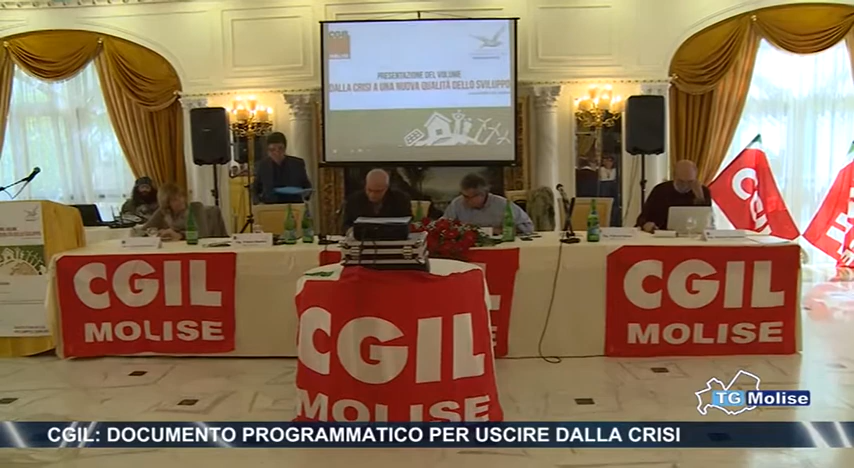 CGIL
MOLISE
PRESENTAZIONE DEL VOLUME
DALLA CRISI A UNA NUOVA QUALITÀ DELLO SVILUPPO
CGIL
MOLISE
CGIL
MOLISE
CGIL
MOLISE
CGIL
TG Molise
CGIL: DOCUMENTO PROGRAMMATICO PER USCIRE DALLA CRISI